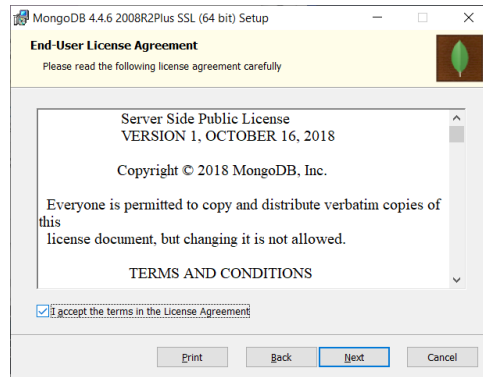 MongoDB 4.4.6 2008R2Plus SSL (64 bit) Setup
End-User License Agreement
Please read the following license agreement carefully
Server Side Public License
VERSION 1, OCTOBER 16, 2018
Copyright © 2018 MongoDB, Inc.
Everyone is permitted to copy and distribute verbatim copies of
this
license document, but changing it is not allowed.
TERMS AND CONDITIONS
I accept the terms in the License Agreement
Print Back Next Cancel